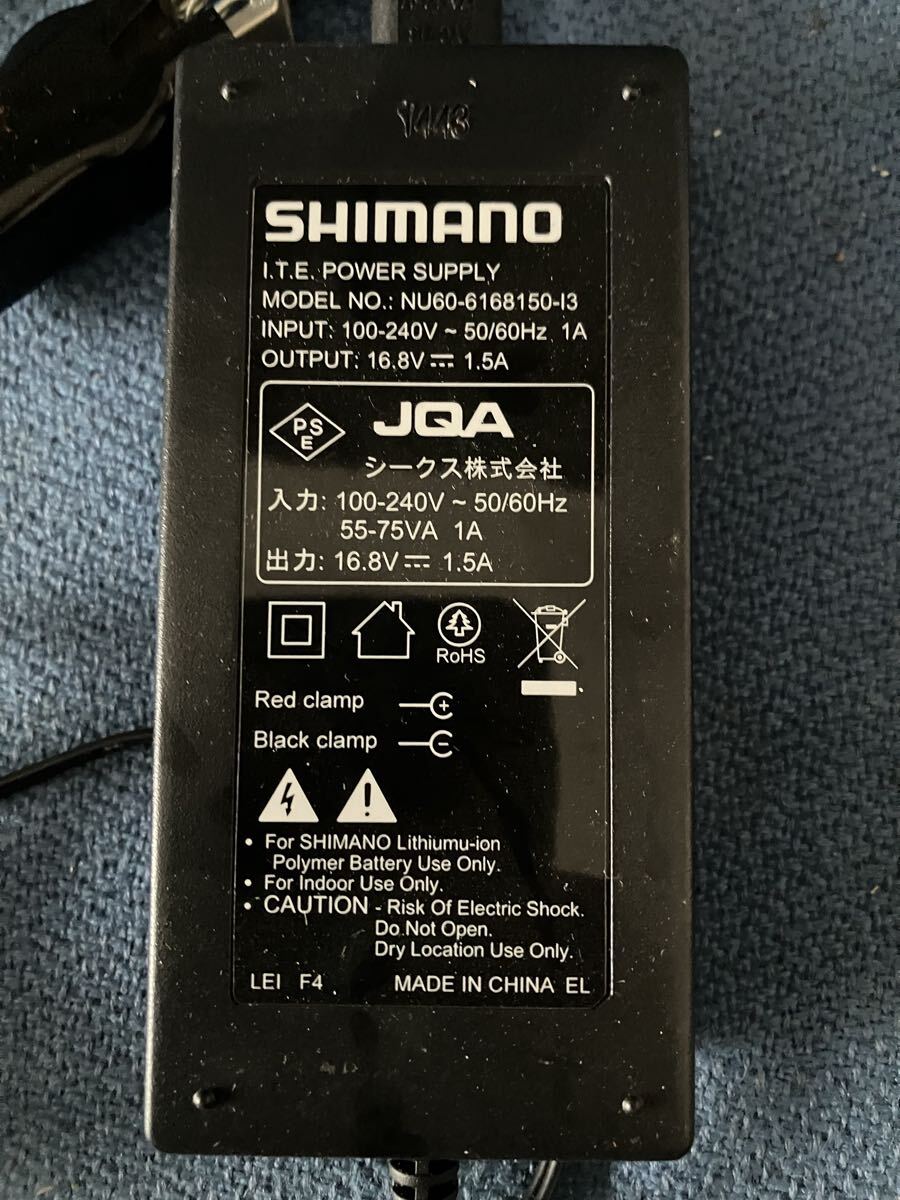 1443
SHIMANO
I.T.E. POWER SUPPLY
MODEL NO.: NU60-6168150-I3
INPUT: 100-240V ~ 50/60Hz 1A
OUTPUT: 16.8V ⎓ 1.5A
PSE
JQA
シークス株式会社
入力: 100-240V ~ 50/60Hz
55-75VA 1A
出力: 16.8V ⎓ 1.5A
RoHS
Red clamp +
Black clamp −
• For SHIMANO Lithiumu-ion
Polymer Battery Use Only.
• For Indoor Use Only.
• CAUTION - Risk Of Electric Shock.
Do Not Open.
Dry Location Use Only.
LEI F4 MADE IN CHINA EL